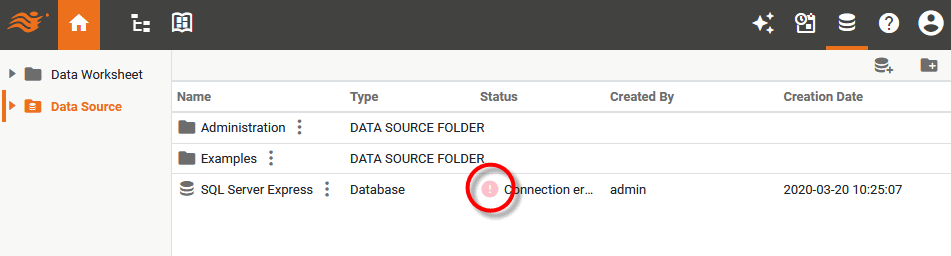 Data Worksheet
Data Source
Name Type Status Created By Creation Date
Administration DATA SOURCE FOLDER
Examples DATA SOURCE FOLDER
SQL Server Express Database Connection er... admin 2020-03-20 10:25:07